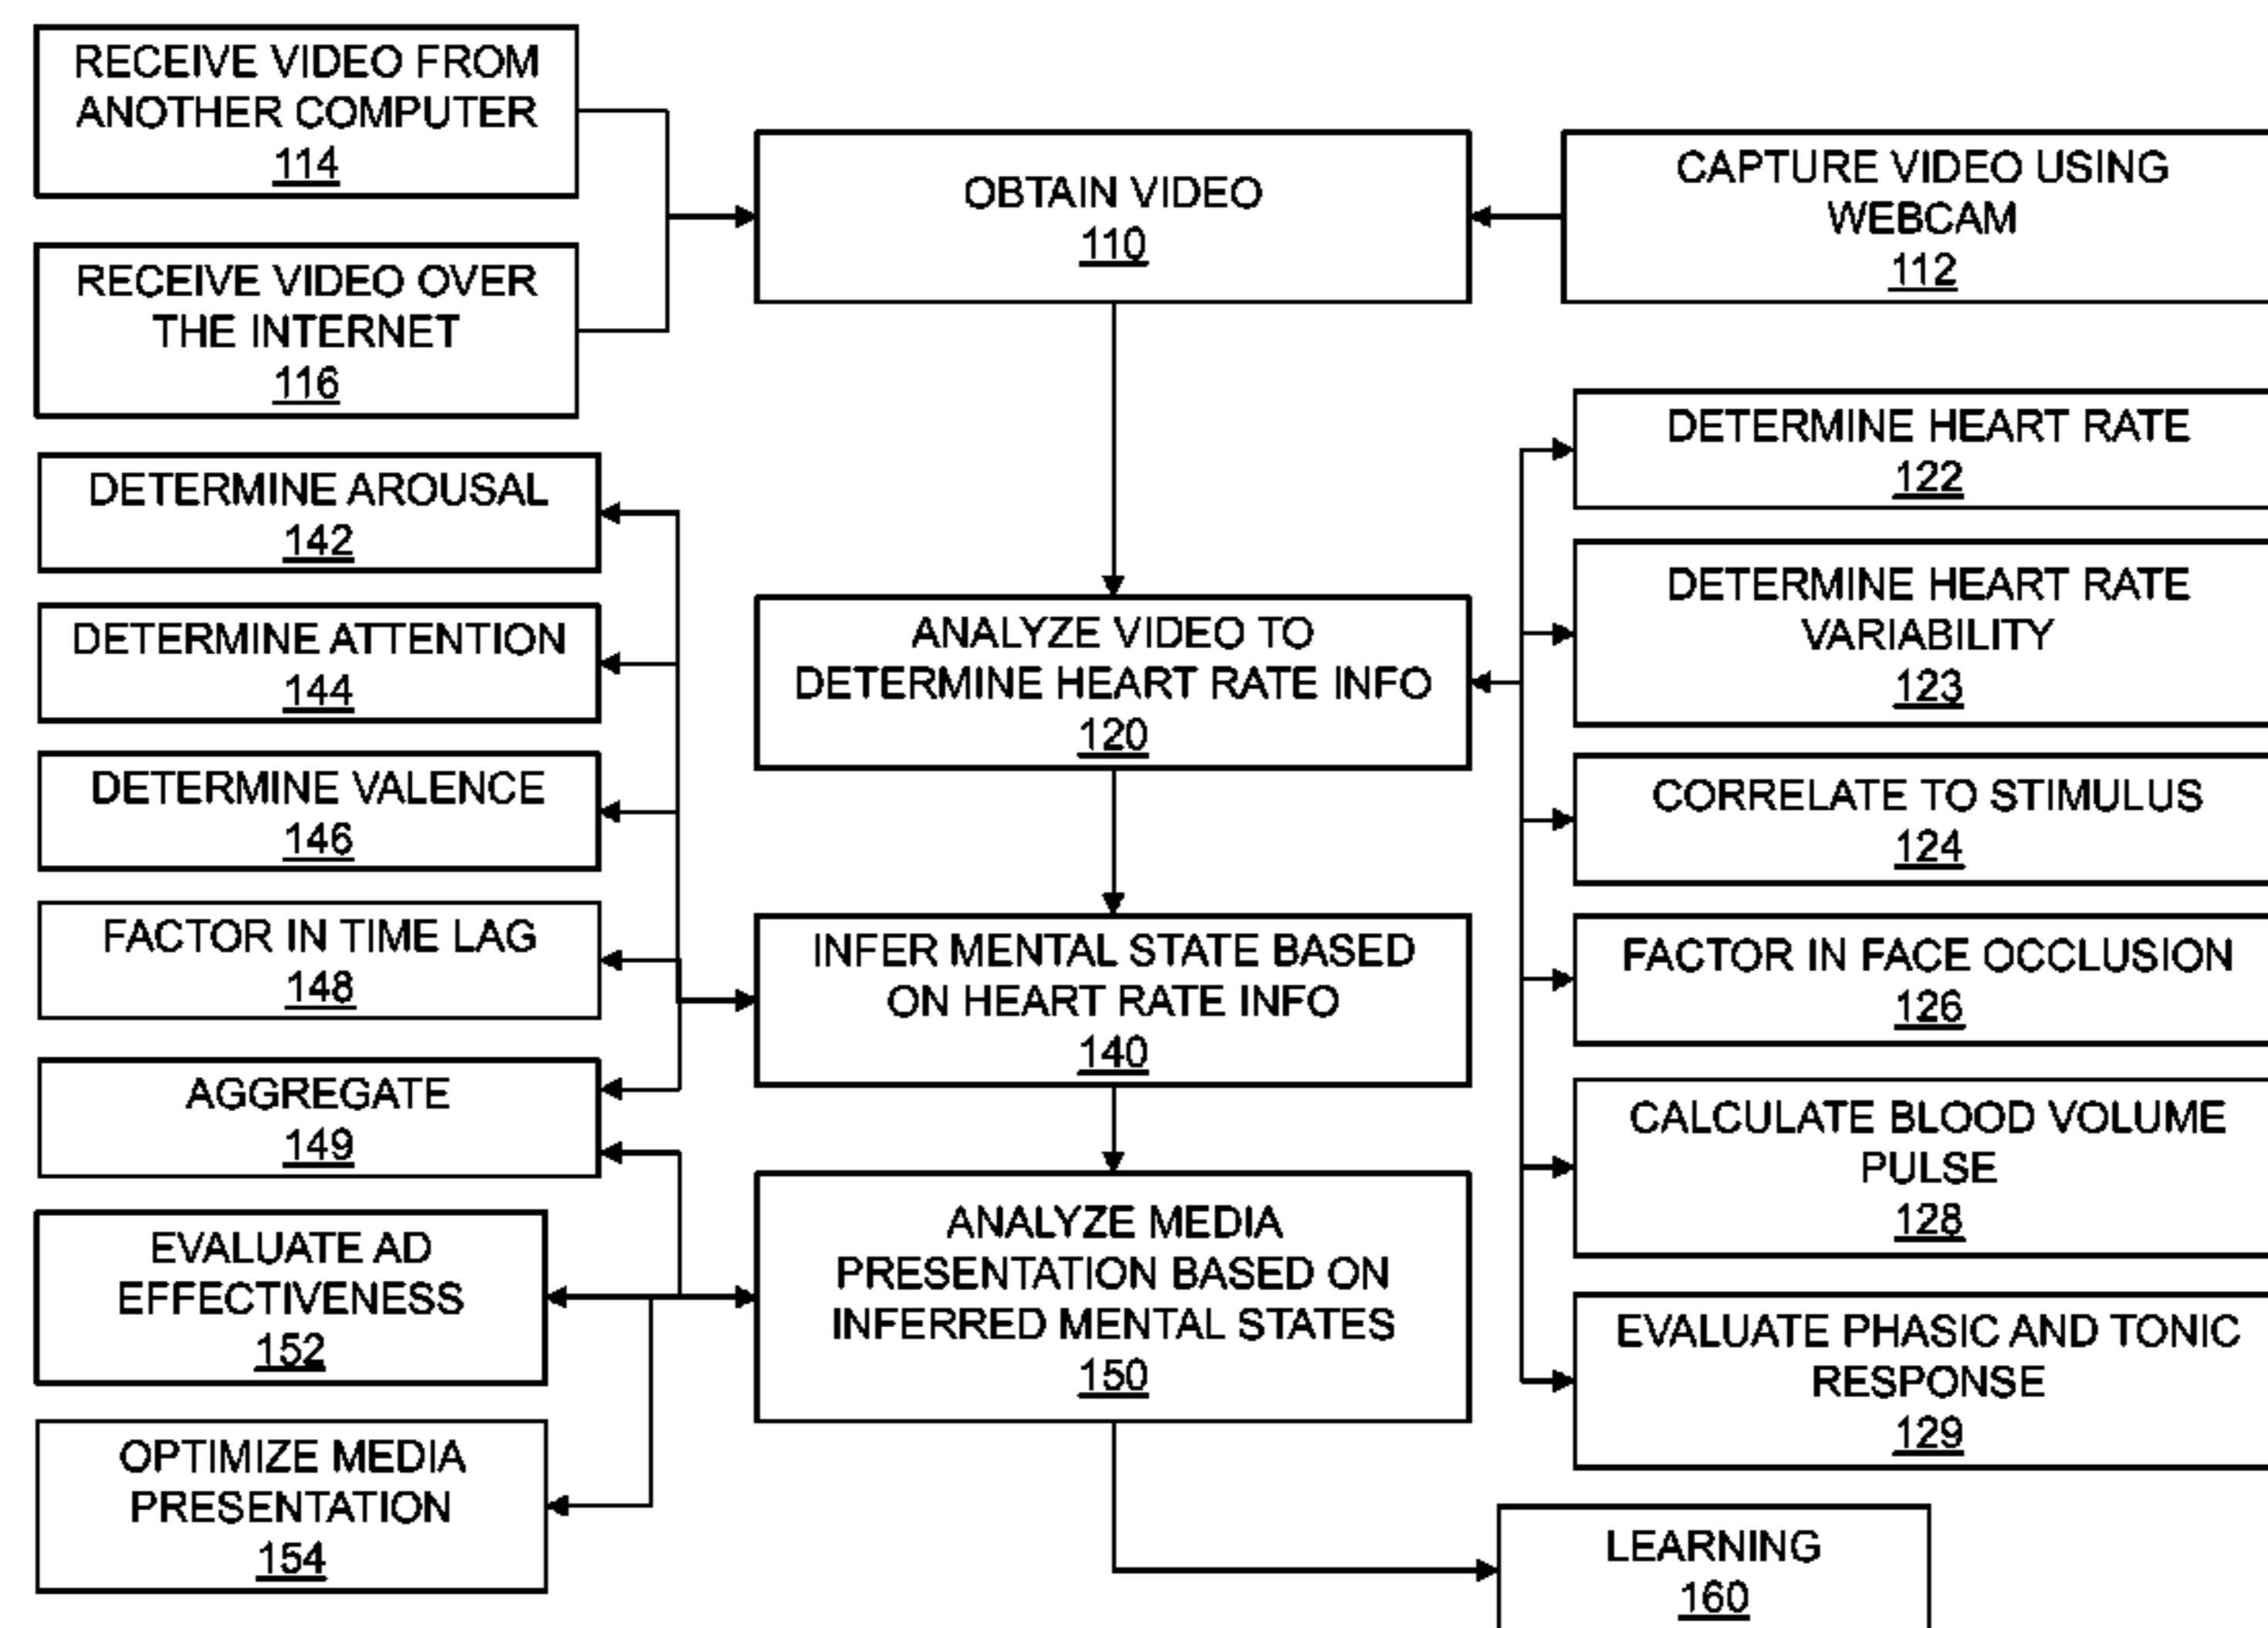 RECEIVE VIDEO FROM
ANOTHER COMPUTER
114
RECEIVE VIDEO OVER
THE INTERNET
116
OBTAIN VIDEO
110
CAPTURE VIDEO USING
WEBCAM
112
DETERMINE AROUSAL
142
DETERMINE ATTENTION
144
DETERMINE VALENCE
146
FACTOR IN TIME LAG
148
AGGREGATE
149
EVALUATE AD
EFFECTIVENESS
152
OPTIMIZE MEDIA
PRESENTATION
154
ANALYZE VIDEO TO
DETERMINE HEART RATE INFO
120
INFER MENTAL STATE BASED
ON HEART RATE INFO
140
ANALYZE MEDIA
PRESENTATION BASED ON
INFERRED MENTAL STATES
150
DETERMINE HEART RATE
122
DETERMINE HEART RATE
VARIABILITY
123
CORRELATE TO STIMULUS
124
FACTOR IN FACE OCCLUSION
126
CALCULATE BLOOD VOLUME
PULSE
128
EVALUATE PHASIC AND TONIC
RESPONSE
129
LEARNING
160